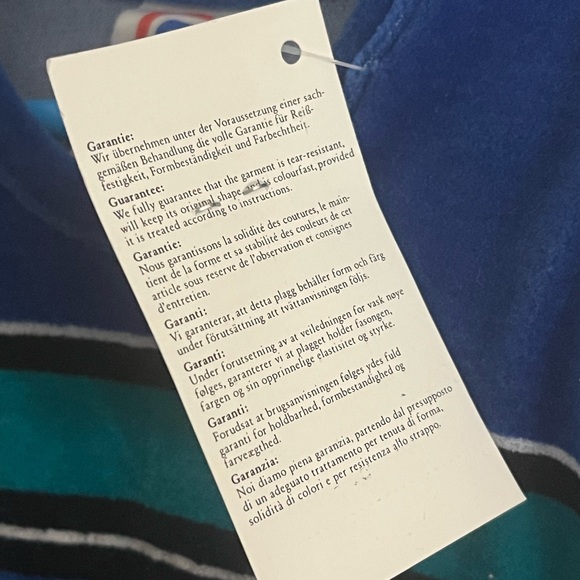 Garantie:
Wir übernehmen unter der Voraussetzung einer sach-
gemäßen Behandlung die volle Garantie für Reiß-
festigkeit, Formbeständigkeit und Farbechtheit.
Guarantee:
We fully guarantee that the garment is tear-resistant,
will keep its original shape and is colourfast, provided
it is treated according to instructions.
Garantie:
Nous garantissons la solidité des coutures, le main-
tient de la forme et sa stabilité des couleurs de cet
article sous reserve de l'observation et consignes
d'entretien.
Garanti:
Vi garanterar, att detta plagg behåller form och färg
under förutsättning att tvättanvisningen följs.
Garanti:
Under forutsetning av at veiledningen for vask nøye
følges, garanterer vi at plagget holder fasongen,
fargen og sin opprinnelige elastisitet og styrke.
Garanti:
Forudsat at brugsanvisningen følges ydes fuld
garanti for holdbarhed, formbestandighed og
farveægthed.
Garanzia:
Noi diamo piena garanzia, partendo dal presupposto
di un adeguato trattamento per tenuta di forma,
solidità di colori e per resistenza allo strappo.